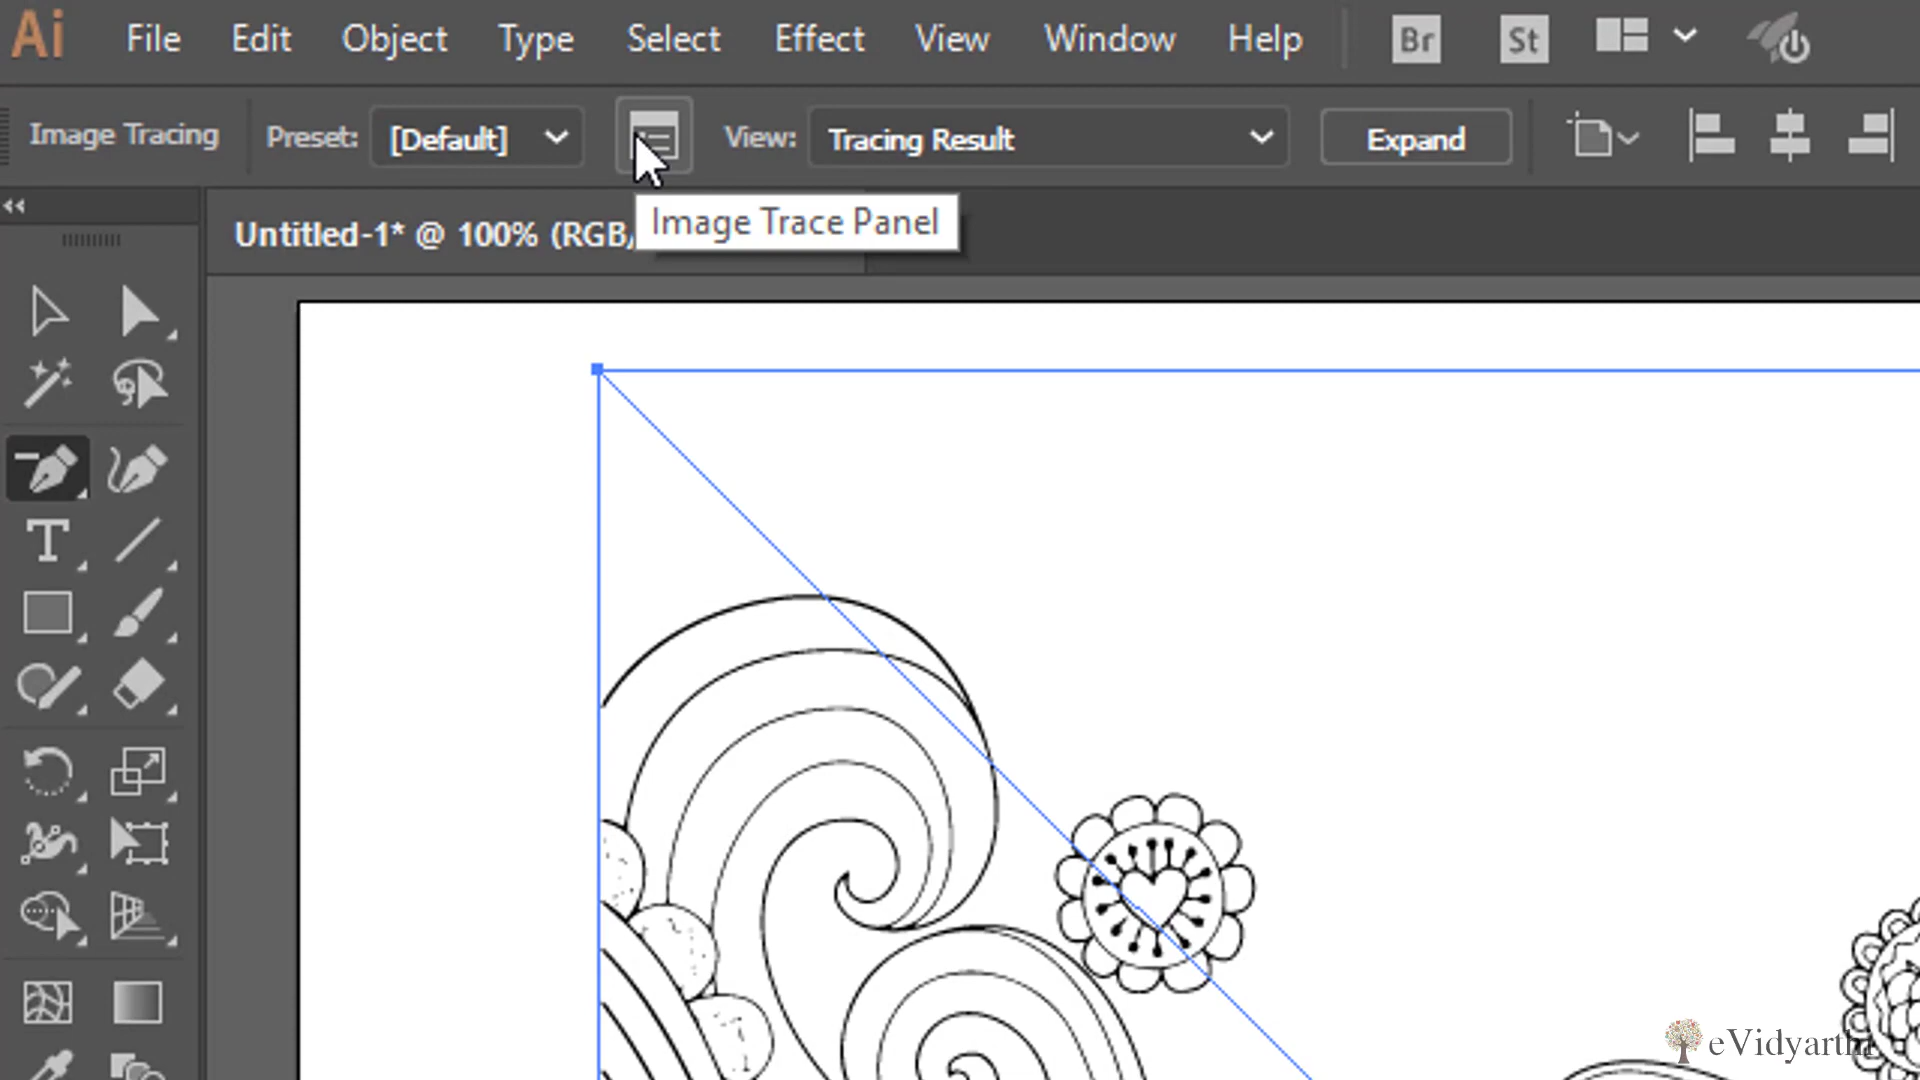 Ai File Edit Object Type Select Effect View Window Help Br St
Image Tracing Preset: [Default] View: Tracing Result Expand
Image Trace Panel
Untitled-1* @ 100% (RGB/
T
eVidyarthi